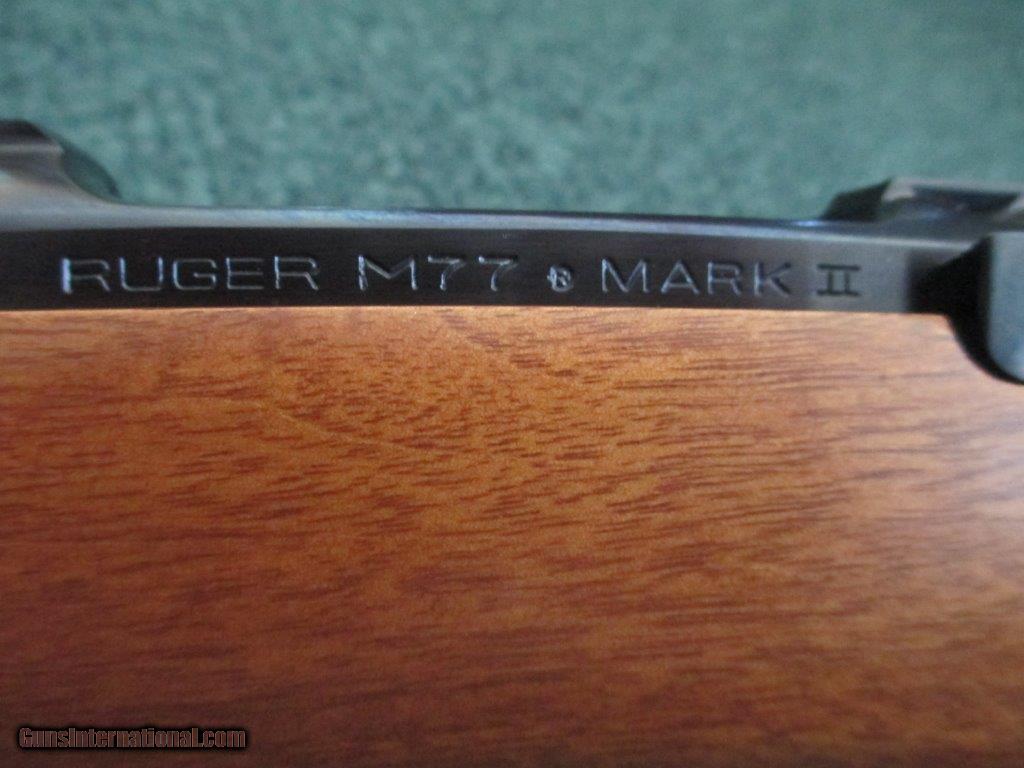 RUGER M77 ® MARK II
GunsInternational.com